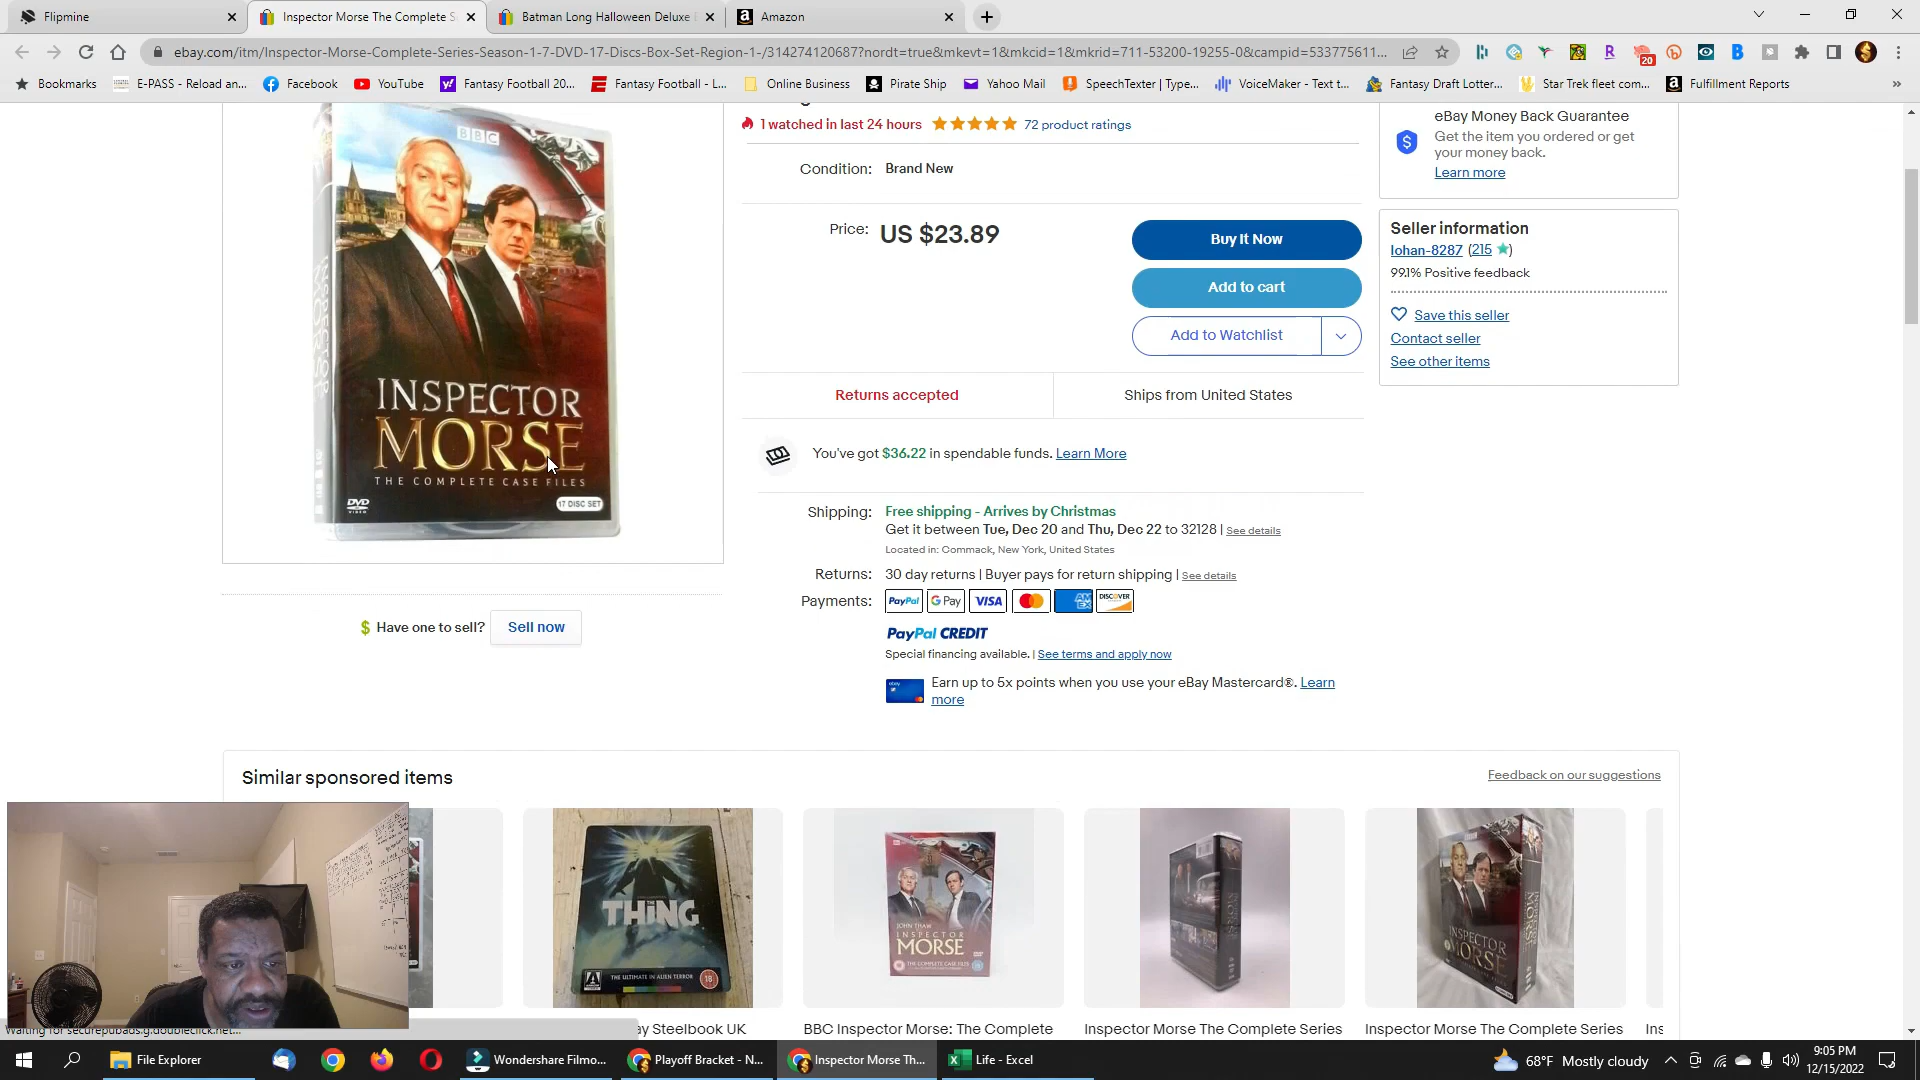 Flipmine
Inspector Morse The Complete S
Batman Long Halloween Deluxe
Amazon
ebay.com/itm/Inspector-Morse-Complete-Series-Season-1-7-DVD-17-Discs-Box-Set-Region-1-/314274120687?nordt=true&mkevt=1&mkcid=1&mkrid=711-53200-19255-0&campid=533775611...
20
Bookmarks
E-PASS - Reload an...
Facebook
YouTube
Fantasy Football 20...
Fantasy Football - L...
Online Business
Pirate Ship
Yahoo Mail
SpeechTexter | Type...
VoiceMaker - Text t...
Fantasy Draft Lotter...
Star Trek fleet com...
Fulfillment Reports
»
1 watched in last 24 hours
72 product ratings
Condition: Brand New
Price: US $23.89
Buy It Now
Add to cart
Add to Watchlist
Returns accepted
Ships from United States
You've got $36.22 in spendable funds. Learn More
Shipping: Free shipping - Arrives by Christmas
Get it between Tue, Dec 20 and Thu, Dec 22 to 32128 | See details
Located in: Commack, New York, United States
Returns: 30 day returns | Buyer pays for return shipping | See details
Payments: PayPal G Pay VISA AM EX DISCOVER
PayPal CREDIT
Special financing available. | See terms and apply now
Earn up to 5x points when you use your eBay Mastercard®. Learn
more
eBay Money Back Guarantee
Get the item you ordered or get
your money back.
Learn more
Seller information
lohan-8287 (215)
99.1% Positive feedback
Save this seller
Contact seller
See other items
BBC
INSPECTOR
MORSE
THE COMPLETE CASE FILES
DVD
VIDEO
17 DISC SET
INSPECTOR
MORSE
$ Have one to sell? Sell now
Similar sponsored items
Feedback on our suggestions
THING
THE ULTIMATE IN ALIEN TERROR
18
JOHN THAW
INSPECTOR
MORSE
THE COMPLETE CASE FILES
INSPECTOR
MORSE
ay Steelbook UK
BBC Inspector Morse: The Complete
Inspector Morse The Complete Series
Inspector Morse The Complete Series
Ins
Waiting for securepubads.g.doubleclick.net...
File Explorer
Wondershare Filmo...
Playoff Bracket - N...
Inspector Morse Th...
Life - Excel
68°F Mostly cloudy
9:05 PM
12/15/2022